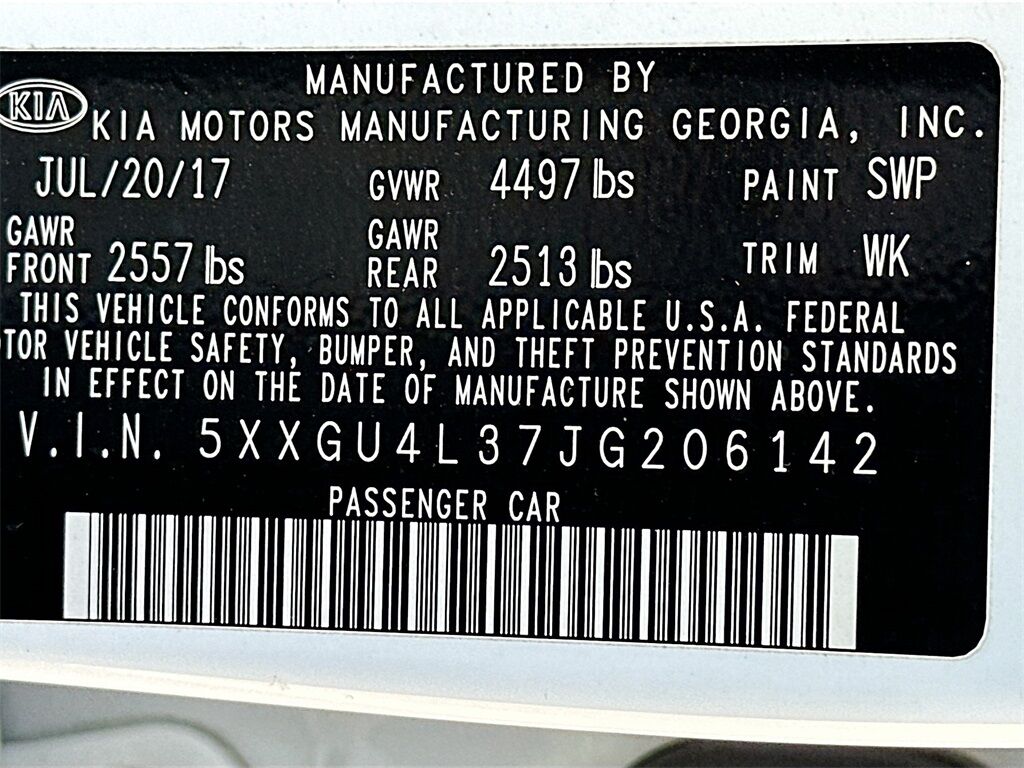 MANUFACTURED BY
KIA
KIA MOTORS MANUFACTURING GEORGIA, INC.
JUL/20/17 GVWR 4497 lbs PAINT SWP
GAWR FRONT 2557 lbs GAWR REAR 2513 lbs TRIM WK
THIS VEHICLE CONFORMS TO ALL APPLICABLE U.S.A. FEDERAL
TOR VEHICLE SAFETY, BUMPER, AND THEFT PREVENTION STANDARDS
IN EFFECT ON THE DATE OF MANUFACTURE SHOWN ABOVE.
V.I.N. 5XXGU4L37JG206142
PASSENGER CAR